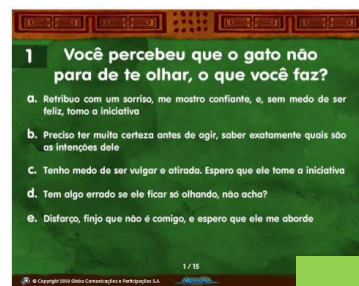 1 Você percebeu que o gato não
para de te olhar, o que você faz?
a. Retribuo com um sorriso, me mostro confiante, e, sem medo de ser
feliz, tomo a iniciativa
b. Preciso ter muita certeza antes de agir, saber exatamente quais são
as intenções dele
c. Tenho medo de ser vulgar e atirada. Espero que ele tome a iniciativa
d. Tem algo errado se ele ficar só olhando, não acha?
e. Disfarço, finjo que não é comigo, e espero que ele me aborde
1 / 15
© Copyright 2010 Globo Comunicações e Participações S.A